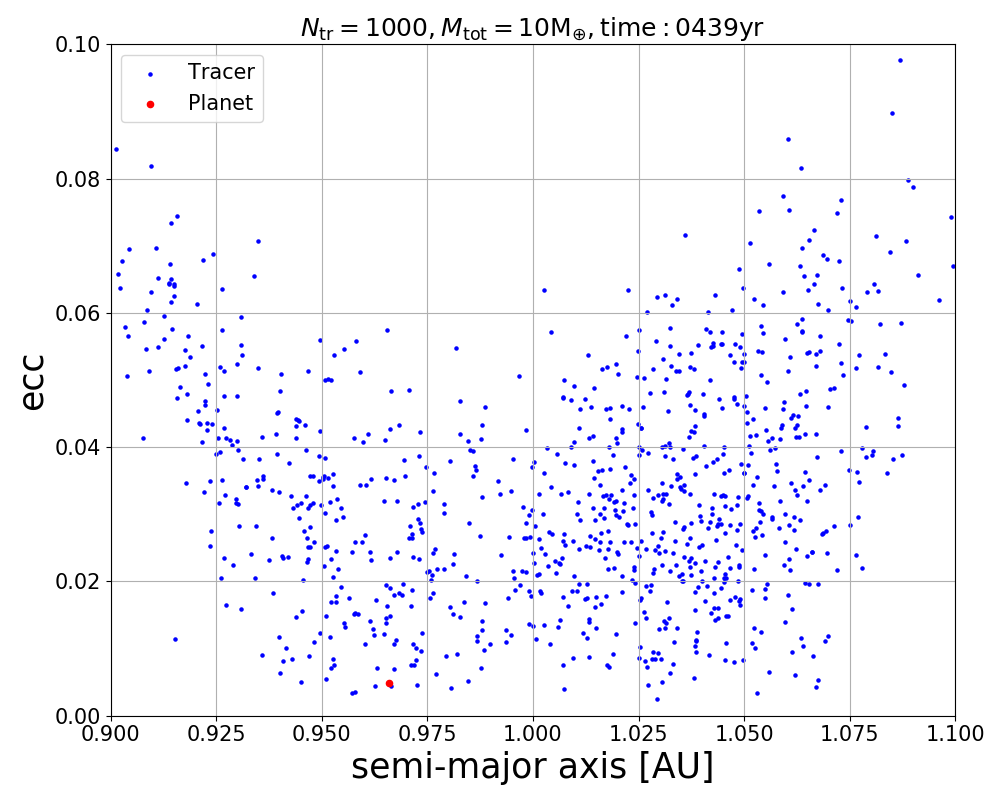 N_tr = 1000, M_tot = 10M_⊕, time : 0439yr
Tracer
Planet
ecc
0.10
0.08
0.06
0.04
0.02
0.00
0.900 0.925 0.950 0.975 1.000 1.025 1.050 1.075 1.100
semi-major axis [AU]